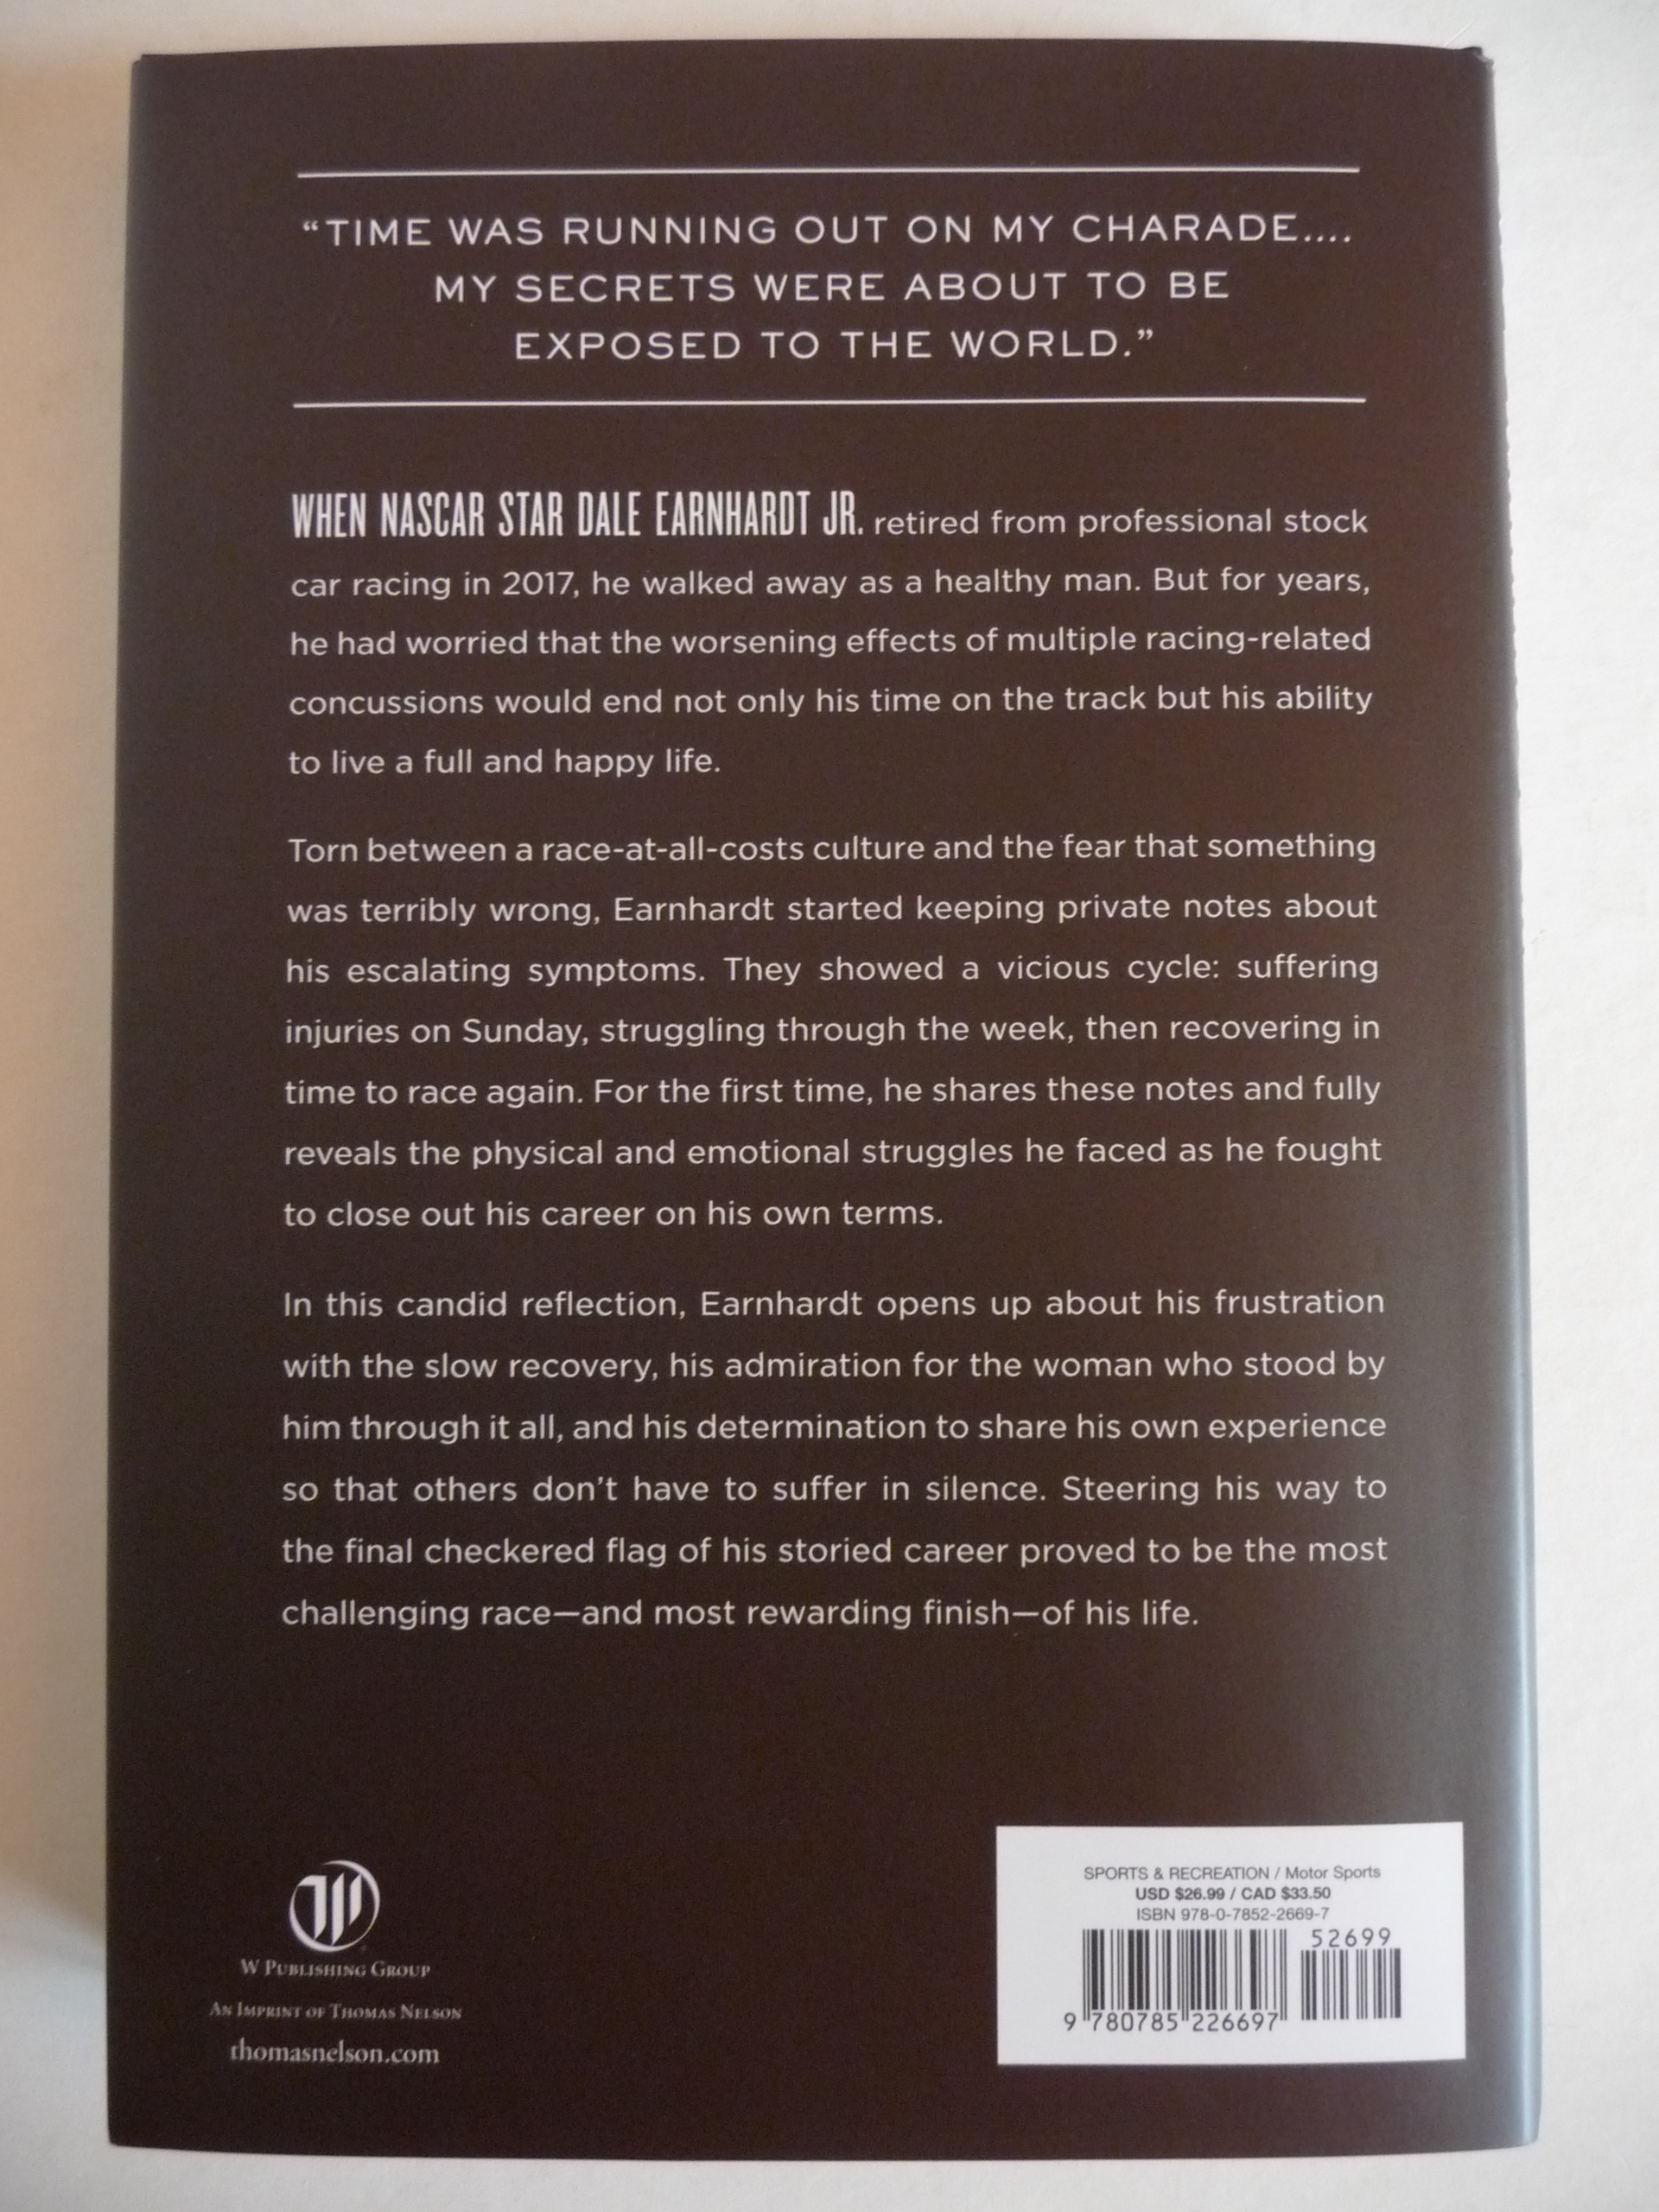 “TIME WAS RUNNING OUT ON MY CHARADE....
MY SECRETS WERE ABOUT TO BE
EXPOSED TO THE WORLD.”
WHEN NASCAR STAR DALE EARNHARDT JR. retired from professional stock
car racing in 2017, he walked away as a healthy man. But for years,
he had worried that the worsening effects of multiple racing-related
concussions would end not only his time on the track but his ability
to live a full and happy life.
Torn between a race-at-all-costs culture and the fear that something
was terribly wrong, Earnhardt started keeping private notes about
his escalating symptoms. They showed a vicious cycle: suffering
injuries on Sunday, struggling through the week, then recovering in
time to race again. For the first time, he shares these notes and fully
reveals the physical and emotional struggles he faced as he fought
to close out his career on his own terms.
In this candid reflection, Earnhardt opens up about his frustration
with the slow recovery, his admiration for the woman who stood by
him through it all, and his determination to share his own experience
so that others don’t have to suffer in silence. Steering his way to
the final checkered flag of his storied career proved to be the most
challenging race—and most rewarding finish—of his life.
W
W PUBLISHING GROUP
AN IMPRINT OF THOMAS NELSON
thomasnelson.com
SPORTS & RECREATION / Motor Sports
USD $26.99 / CAD $33.50
ISBN 978-0-7852-2669-7
52699
9 780785 226697